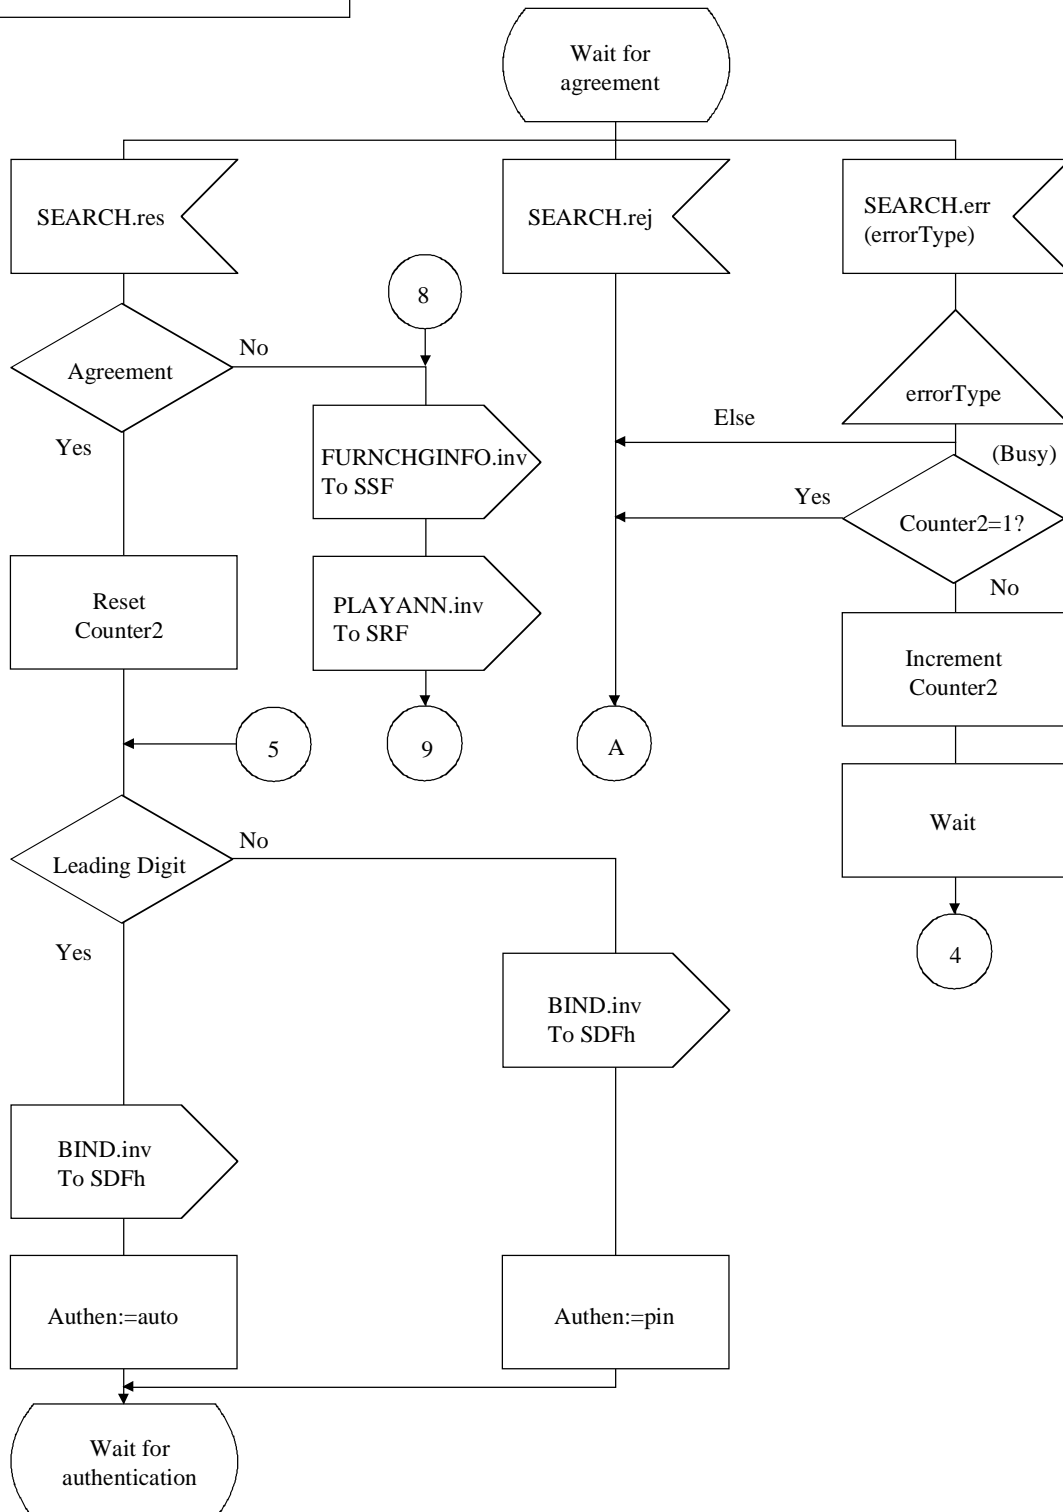 Wait for
agreement
SEARCH.res
SEARCH.rej
SEARCH.err
(errorType)
8
No
Agreement
errorType
Else
Yes
(Busy)
FURNCHGINFO.inv
To SSF
Yes
Counter2=1?
No
Reset
Counter2
PLAYANN.inv
To SRF
Increment
Counter2
5
9
A
Wait
No
Leading Digit
Yes
4
BIND.inv
To SDFh
BIND.inv
To SDFh
Authen:=auto
Authen:=pin
Wait for
authentication